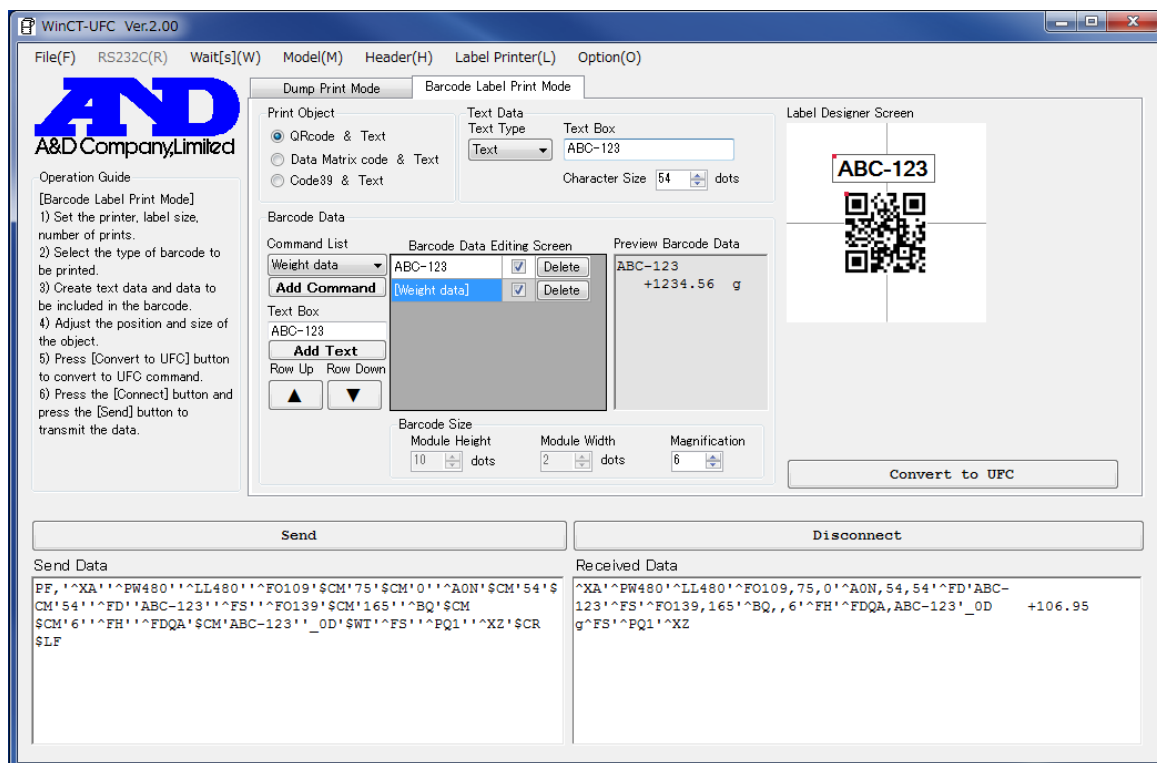 WinCT-UFC Ver.2.00
File(F) RS232C(R) Wait[s](W) Model(M) Header(H) Label Printer(L) Option(O)
AND
A&D Company,Limited
Operation Guide
[Barcode Label Print Mode]
1) Set the printer, label size,
number of prints.
2) Select the type of barcode to
be printed.
3) Create text data and data to
be included in the barcode.
4) Adjust the position and size of
the object.
5) Press [Convert to UFC] button
to convert to UFC command.
6) Press the [Connect] button and
press the [Send] button to
transmit the data.
Dump Print Mode Barcode Label Print Mode
Print Object
QRcode & Text
Data Matrix code & Text
Code39 & Text
Text Data
Text Type Text Box
Text ABC-123
Character Size 54 dots
Barcode Data
Command List
Weight data
Add Command
Text Box
ABC-123
Add Text
Row Up Row Down
▲ ▼
Barcode Data Editing Screen
ABC-123 Delete
[Weight data] Delete
Preview Barcode Data
ABC-123
+1234.56 g
Barcode Size
Module Height Module Width Magnification
10 dots 2 dots 6
Label Designer Screen
ABC-123
Convert to UFC
Send Disconnect
Send Data
PF,'^XA''^PW480''^LL480''^FO109'$CM'75'$CM'0''^A0N'$CM'54'$
CM'54''^FD''ABC-123''^FS''^FO139'$CM'165''^BQ'$CM
$CM'6''^FH''^FDQA'$CM'ABC-123''_0D'$WT'^FS''^PQ1''^XZ'$CR
$LF
Received Data
^XA'^PW480'^LL480'^FO109,75,0'^A0N,54,54'^FD'ABC-
123'^FS'^FO139,165'^BQ,,6'^FH'^FDQA,ABC-123'_0D +106.95
g^FS'^PQ1'^XZ